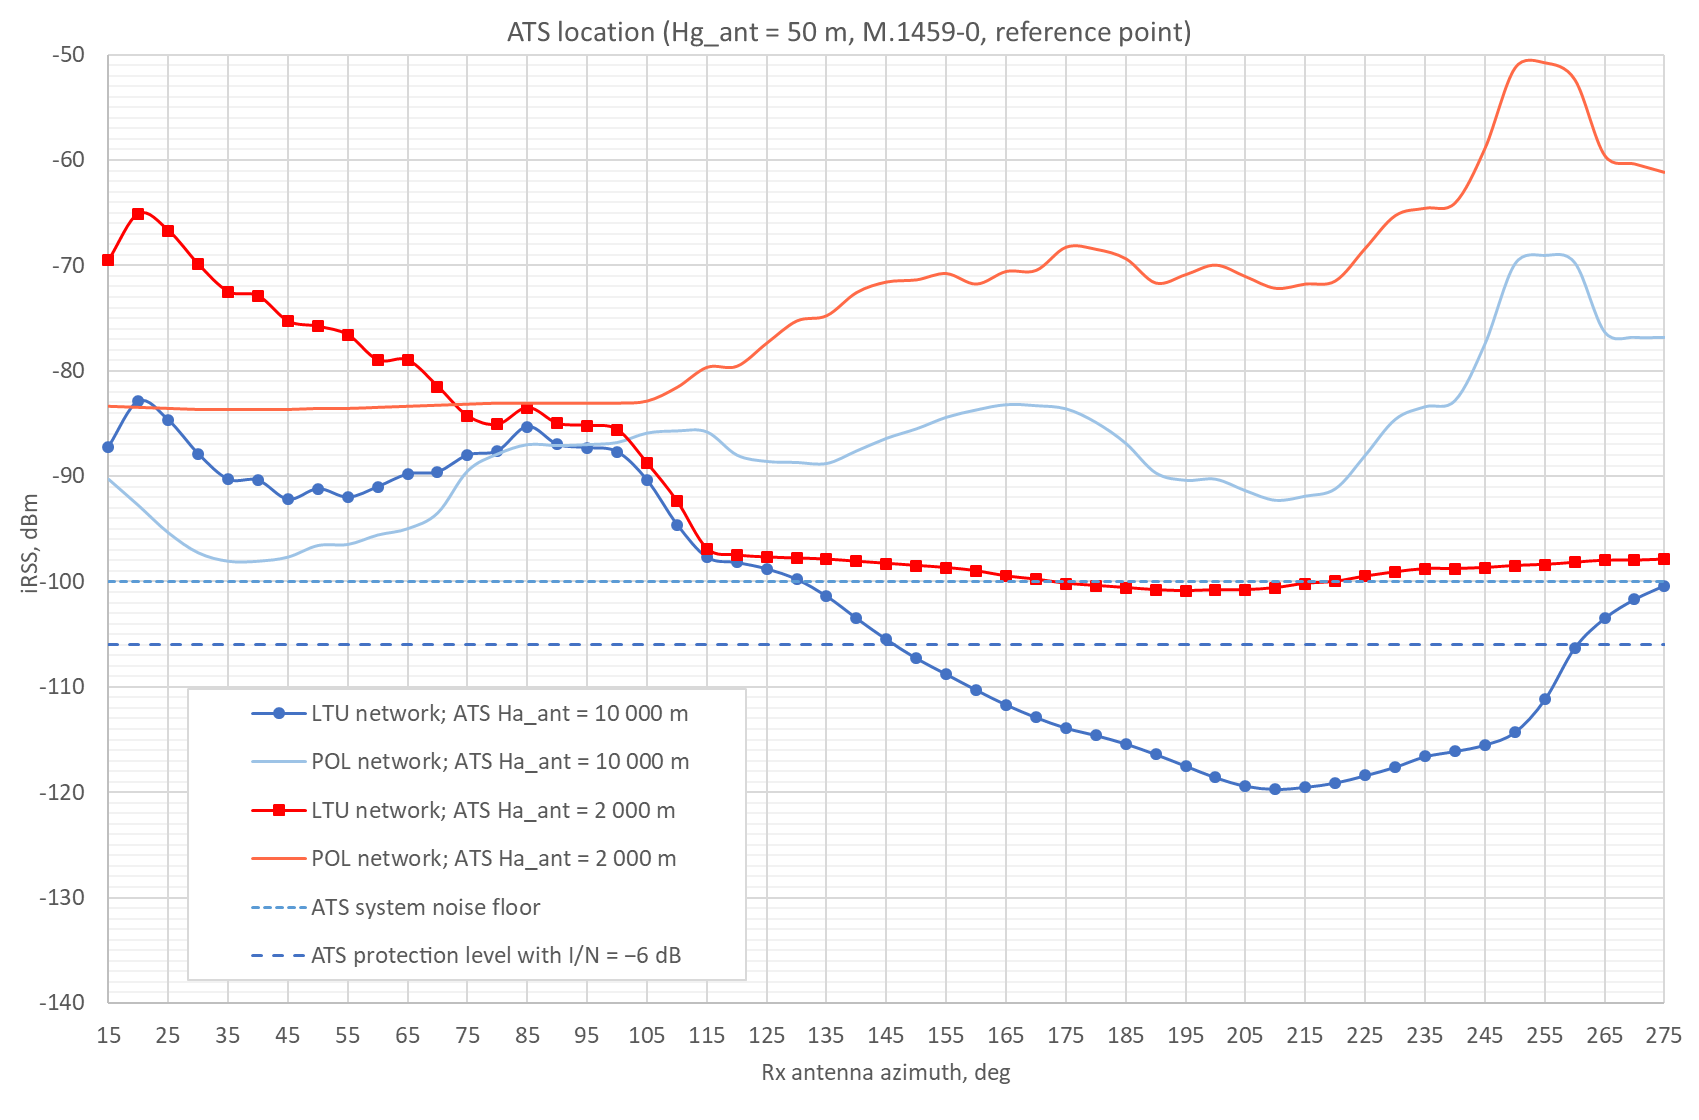 ATS location (Hg_ant = 50 m, M.1459-0, reference point)
-50
-60
-70
-80
-90
-100
-110
-120
-130
-140
iRSS, dBm
LTU network; ATS Ha_ant = 10 000 m
POL network; ATS Ha_ant = 10 000 m
LTU network; ATS Ha_ant = 2 000 m
POL network; ATS Ha_ant = 2 000 m
ATS system noise floor
ATS protection level with I/N = −6 dB
15 25 35 45 55 65 75 85 95 105 115 125 135 145 155 165 175 185 195 205 215 225 235 245 255 265 275
Rx antenna azimuth, deg